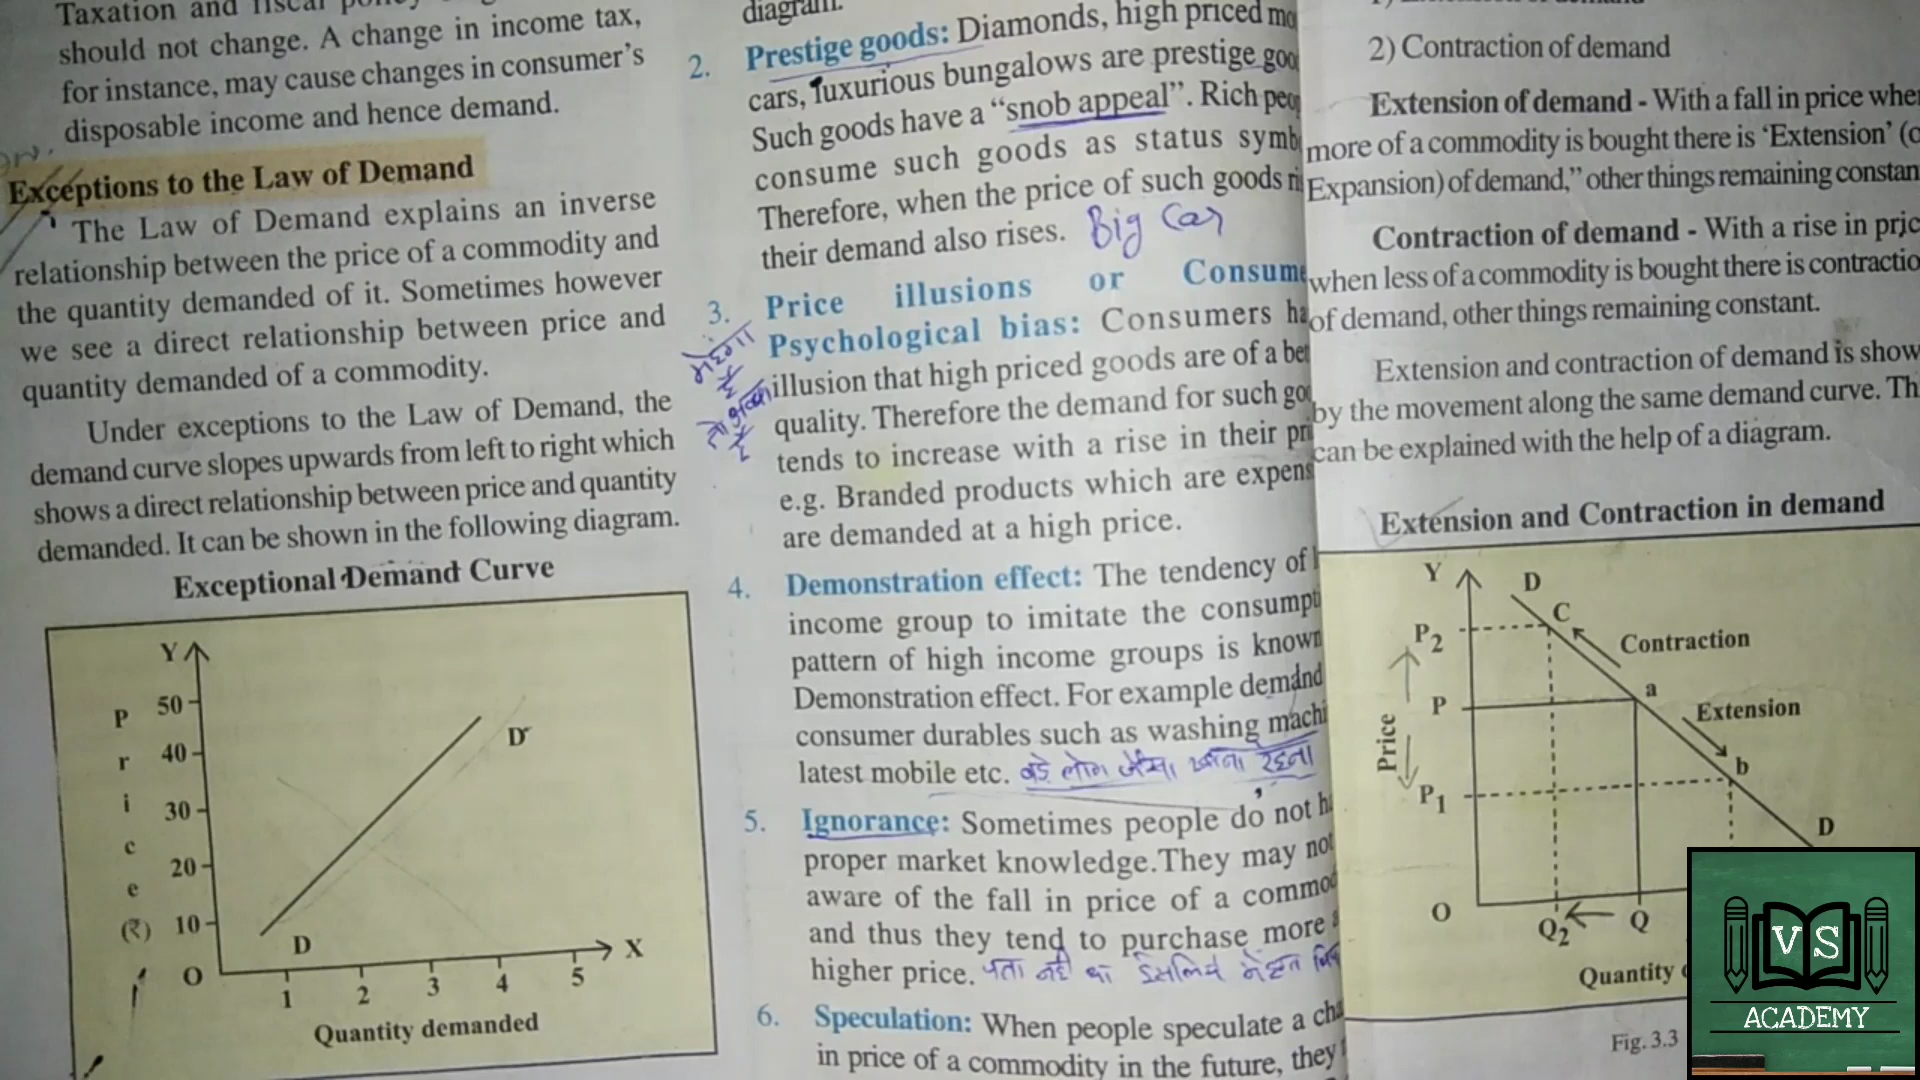 Taxation and fiscal
should not change. A change in income tax,
for instance, may cause changes in consumer's
disposable income and hence demand.
Exceptions to the Law of Demand
The Law of Demand explains an inverse
relationship between the price of a commodity and
the quantity demanded of it. Sometimes however
we see a direct relationship between price and
quantity demanded of a commodity.
Under exceptions to the Law of Demand, the
demand curve slopes upwards from left to right which
shows a direct relationship between price and quantity
demanded. It can be shown in the following diagram.
Exceptional Demand Curve
Y
50
40
30
20
10
O
Price (₹)
D
D
X
1 2 3 4 5
Quantity demanded
diagram.
2. Prestige goods: Diamonds, high priced
cars, luxurious bungalows are prestige
Such goods have a “snob appeal”. Rich
consume such goods as status
Therefore, when the price of such goods
their demand also rises. Big Car
3. Price illusions or
Psychological bias: Consumers
illusion that high priced goods are of a
quality. Therefore the demand for such
tends to increase with a rise in their
e.g. Branded products which are
are demanded at a high price.
4. Demonstration effect: The tendency of
income group to imitate the
pattern of high income groups is known
Demonstration effect. For example demand
consumer durables such as washing
latest mobile etc. बड़े लोग जैसा रहना
5. Ignorance: Sometimes people do not
proper market knowledge.They may not
aware of the fall in price of a
and thus they tend to purchase more
higher price. पता नहीं था इसलिये
6. Speculation: When people speculate a
in price of a commodity in the future, they
2) Contraction of demand
Extension of demand - With a fall in price
more of a commodity is bought there is ‘Extension’
Expansion) of demand,” other things remaining
Contraction of demand - With a rise in
when less of a commodity is bought there is
of demand, other things remaining constant.
Extension and contraction of demand is
by the movement along the same demand curve.
can be explained with the help of a diagram.
Extension and Contraction in demand
Y
D
C
P2
Contraction
a
P
Extension
Price
b
P1
D
O
Q2 Q
Quantity
Fig. 3.3
VS
ACADEMY